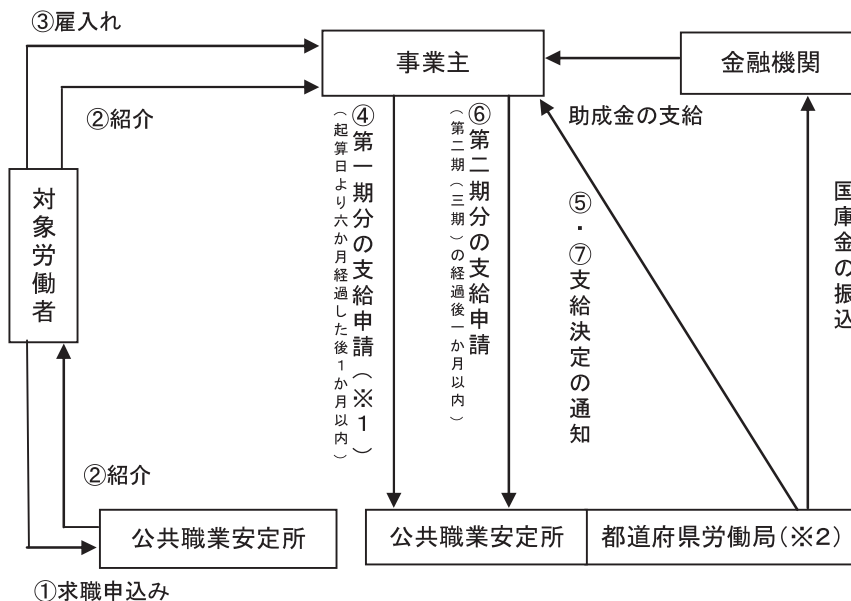 ③雇入れ
事業主
金融機関
②紹介
助成金の支給
対象労働者
④第一期分の支給申請(※1)
(起算日より六か月経過した後1か月以内)
⑥第二期分の支給申請
(第二期(三期)の経過後一か月以内)
⑤・⑦支給決定の通知
国庫金の振込
②紹介
公共職業安定所
公共職業安定所
都道府県労働局(※2)
①求職申込み